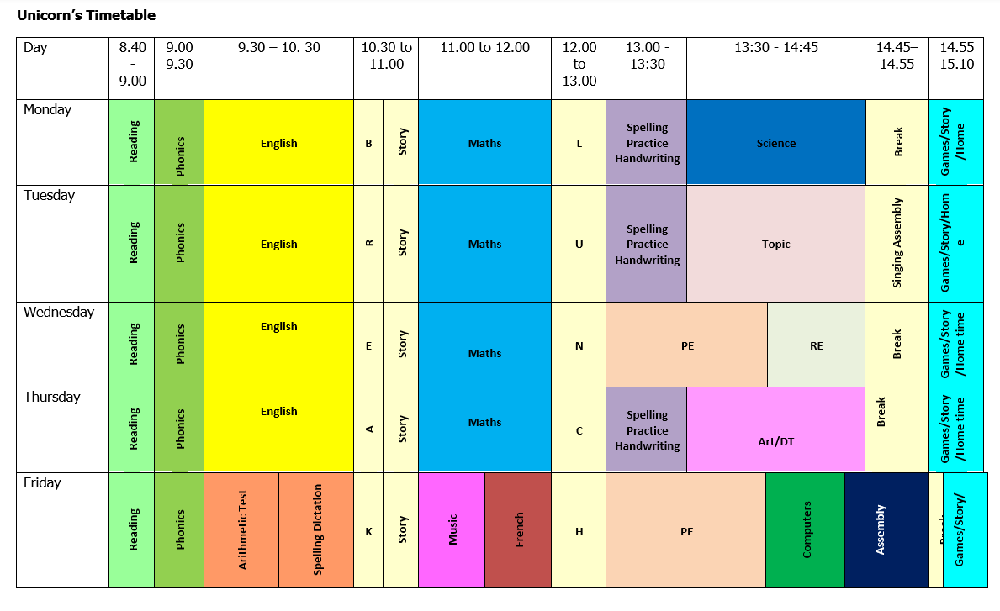 Unicorn’s Timetable
Day
8.40
-
9.00
9.00
9.30
9.30 – 10. 30
10.30 to
11.00
11.00 to 12.00
12.00
to
13.00
13.00 -
13:30
13:30 - 14:45
14.45–
14.55
14.55
15.10
Monday
Reading
Phonics
English
B
Story
Maths
L
Spelling
Practice
Handwriting
Science
Break
Games/Story
/Home
Tuesday
Reading
Phonics
English
R
Story
Maths
U
Spelling
Practice
Handwriting
Topic
Singing Assembly
Games/Story/Hom
e
Wednesday
Reading
Phonics
English
E
Story
Maths
N
PE
RE
Break
Games/Story
/Home time
Thursday
Reading
Phonics
English
A
Story
Maths
C
Spelling
Practice
Handwriting
Art/DT
Break
Games/Story
/Home time
Friday
Reading
Phonics
Arithmetic Test
Spelling Dictation
K
Story
Music
French
H
PE
Computers
Assembly
Games/Story/